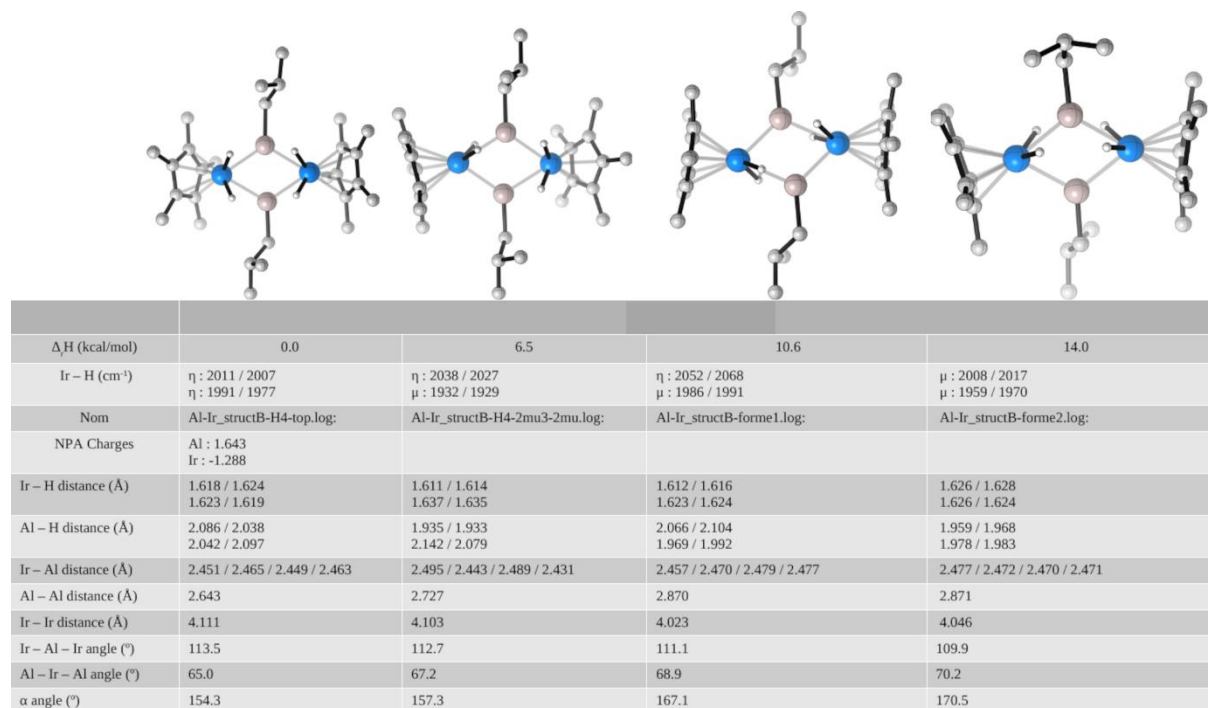 ΔᵣH (kcal/mol) 0.0 6.5 10.6 14.0
Ir – H (cm⁻¹) η : 2011 / 2007 η : 2038 / 2027 η : 2052 / 2068 μ : 2008 / 2017
η : 1991 / 1977 μ : 1932 / 1929 μ : 1986 / 1991 μ : 1959 / 1970
Nom Al-Ir_structB-H4-top.log: Al-Ir_structB-H4-2mu3-2mu.log: Al-Ir_structB-forme1.log: Al-Ir_structB-forme2.log:
NPA Charges Al : 1.643
Ir : -1.288
Ir – H distance (Å) 1.618 / 1.624 1.611 / 1.614 1.612 / 1.616 1.626 / 1.628
1.623 / 1.619 1.637 / 1.635 1.623 / 1.624 1.626 / 1.624
Al – H distance (Å) 2.086 / 2.038 1.935 / 1.933 2.066 / 2.104 1.959 / 1.968
2.042 / 2.097 2.142 / 2.079 1.969 / 1.992 1.978 / 1.983
Ir – Al distance (Å) 2.451 / 2.465 / 2.449 / 2.463 2.495 / 2.443 / 2.489 / 2.431 2.457 / 2.470 / 2.479 / 2.477 2.477 / 2.472 / 2.470 / 2.471
Al – Al distance (Å) 2.643 2.727 2.870 2.871
Ir – Ir distance (Å) 4.111 4.103 4.023 4.046
Ir – Al – Ir angle (º) 113.5 112.7 111.1 109.9
Al – Ir – Al angle (º) 65.0 67.2 68.9 70.2
α angle (º) 154.3 157.3 167.1 170.5